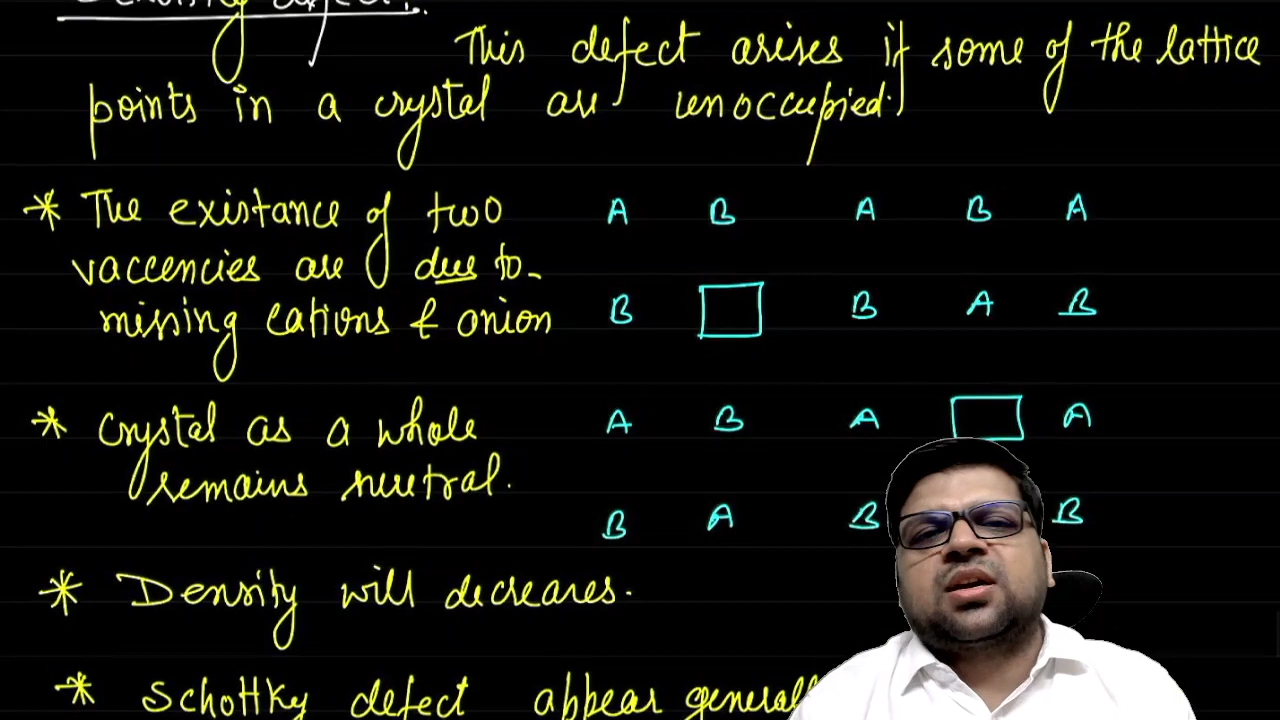 This defect arises if some of the lattice
points in a crystal are unoccupied.
* The existance of two
vaccencies are due to-
missing cations & onion
A B A B A
B B A B
* Crystal as a whole
remains neutral.
A B A A
B A B B
* Density will decreares.
* Schottky defect appear